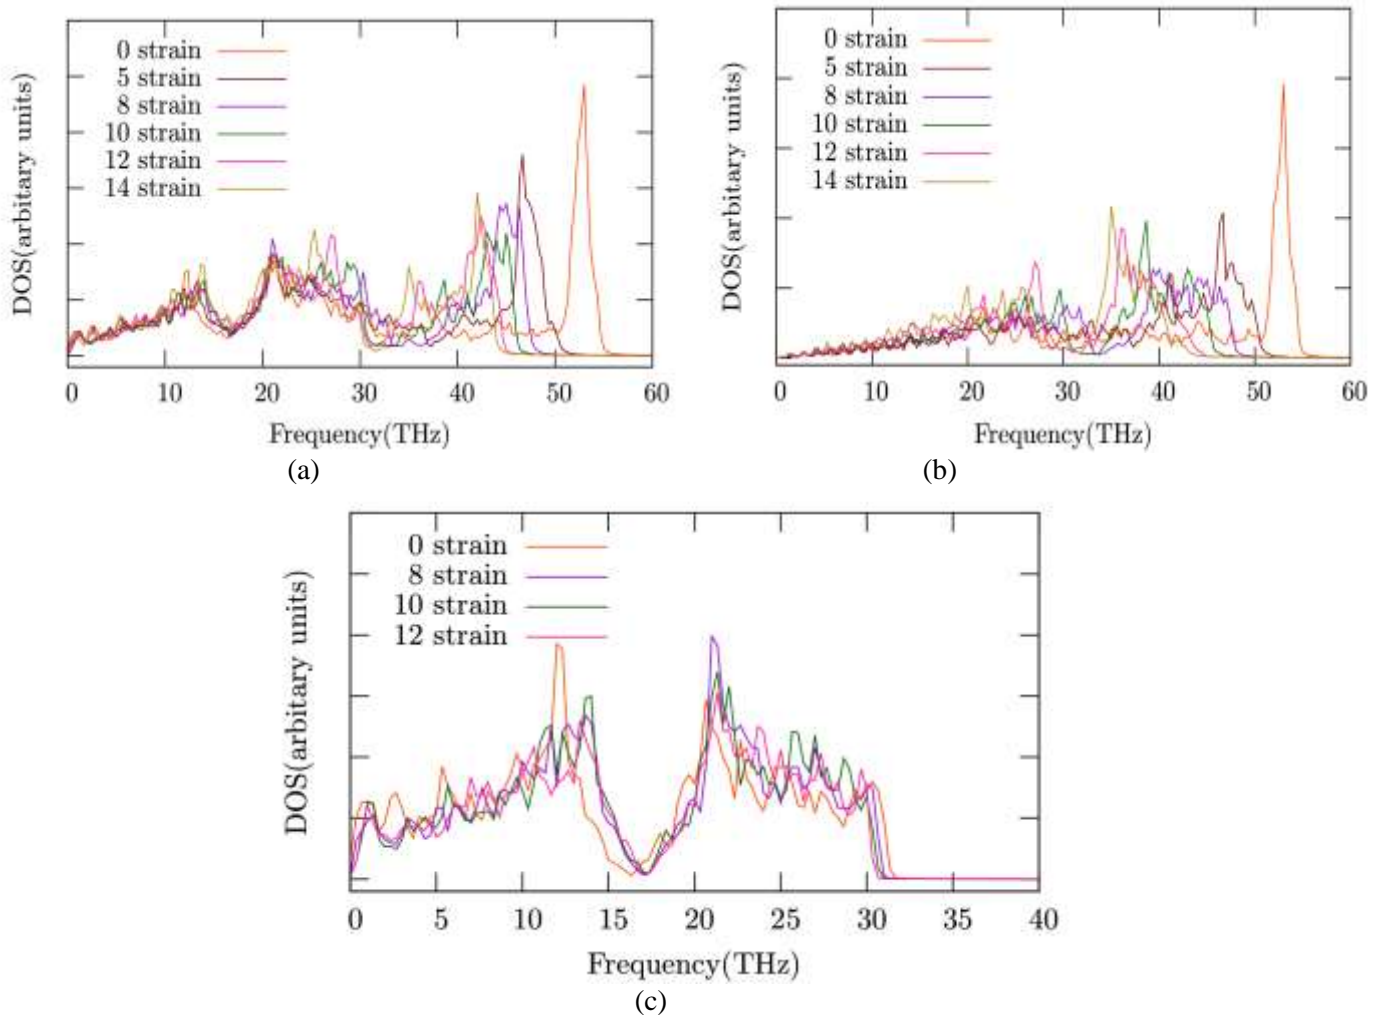 0 strain
5 strain
8 strain
10 strain
12 strain
14 strain
DOS(arbitary units)
0 10 20 30 40 50 60
Frequency(THz)
(a)
0 strain
5 strain
8 strain
10 strain
12 strain
14 strain
DOS(arbitary units)
0 10 20 30 40 50 60
Frequency(THz)
(b)
0 strain
8 strain
10 strain
12 strain
DOS(arbitary units)
0 5 10 15 20 25 30 35 40
Frequency(THz)
(c)